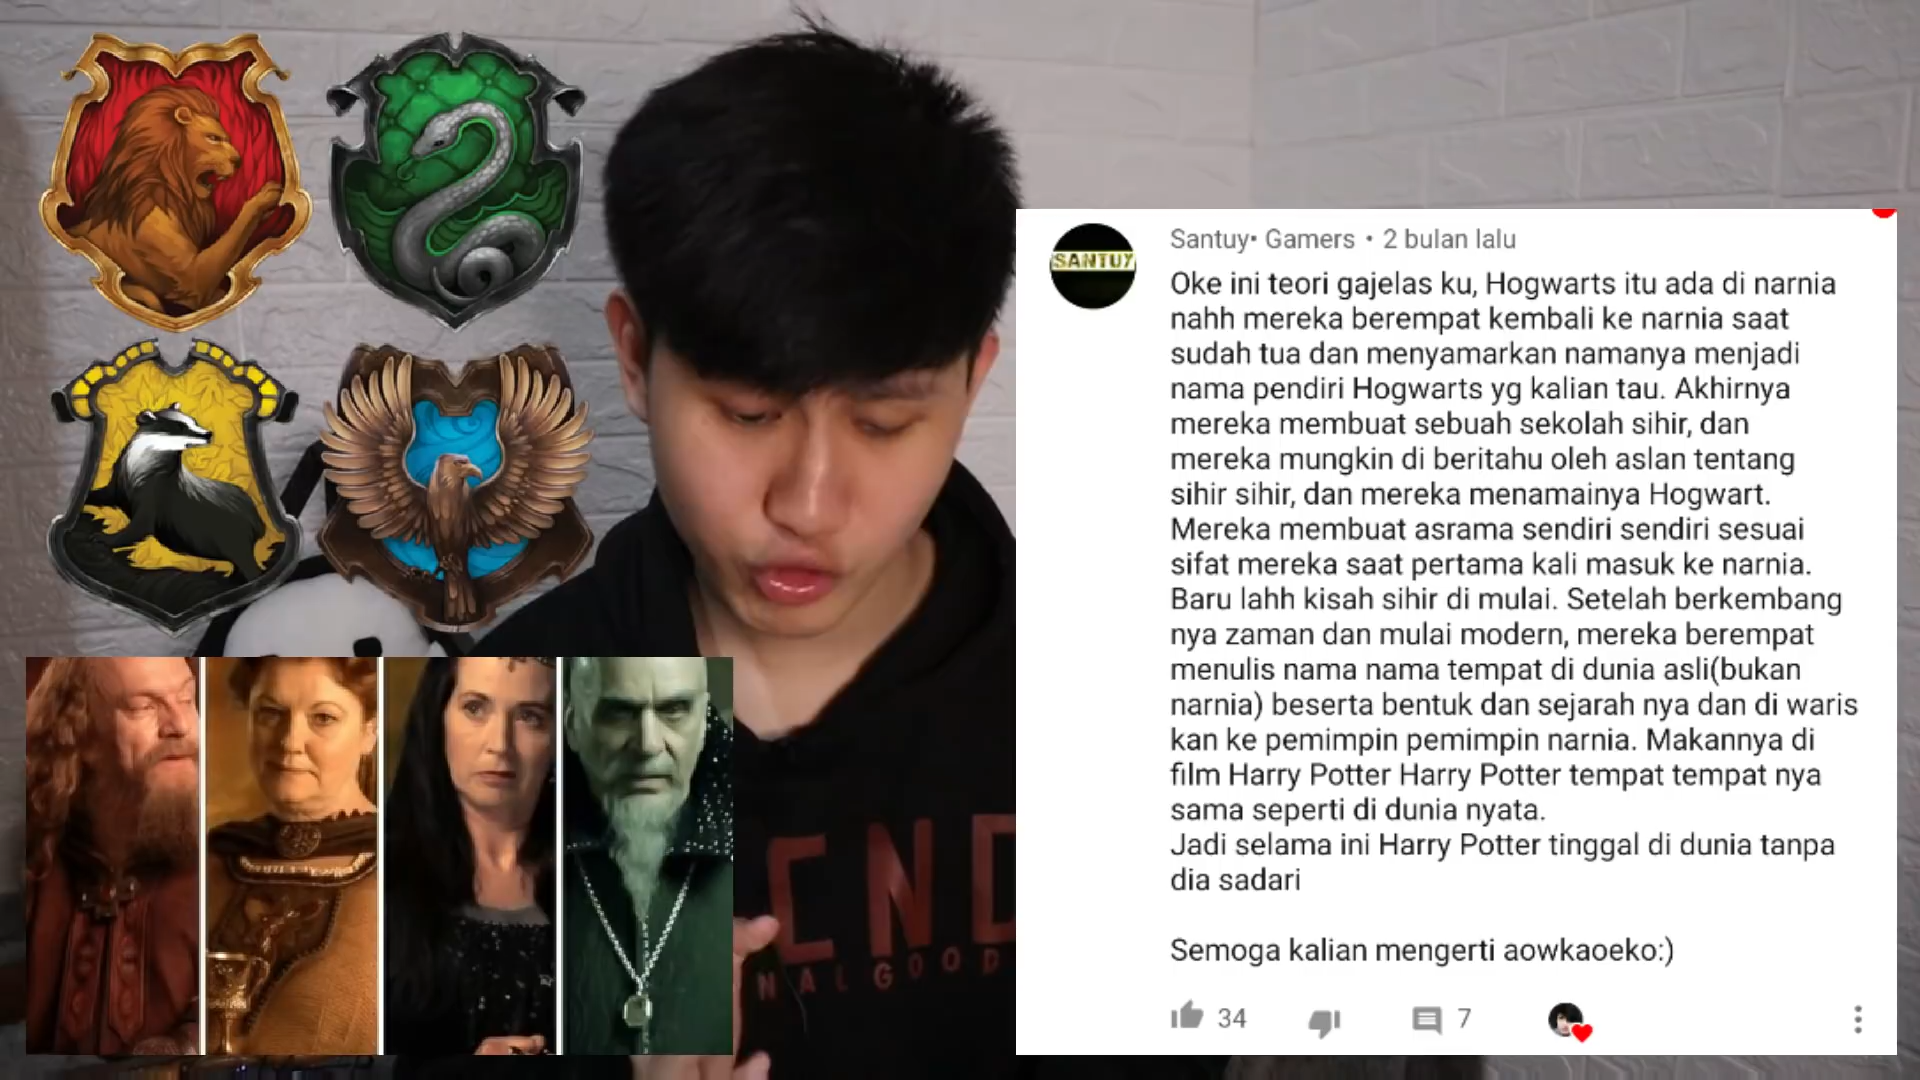 Santuy• Gamers • 2 bulan lalu
SANTUY
Oke ini teori gajelas ku, Hogwarts itu ada di narnia
nahh mereka berempat kembali ke narnia saat
sudah tua dan menyamarkan namanya menjadi
nama pendiri Hogwarts yg kalian tau. Akhirnya
mereka membuat sebuah sekolah sihir, dan
mereka mungkin di beritahu oleh aslan tentang
sihir sihir, dan mereka menamainya Hogwart.
Mereka membuat asrama sendiri sendiri sesuai
sifat mereka saat pertama kali masuk ke narnia.
Baru lahh kisah sihir di mulai. Setelah berkembang
nya zaman dan mulai modern, mereka berempat
menulis nama nama tempat di dunia asli(bukan
narnia) beserta bentuk dan sejarah nya dan di waris
kan ke pemimpin pemimpin narnia. Makannya di
film Harry Potter Harry Potter tempat tempat nya
sama seperti di dunia nyata.
Jadi selama ini Harry Potter tinggal di dunia tanpa
dia sadari
Semoga kalian mengerti aowkaoeko:)
34 7
END
NALGOOD